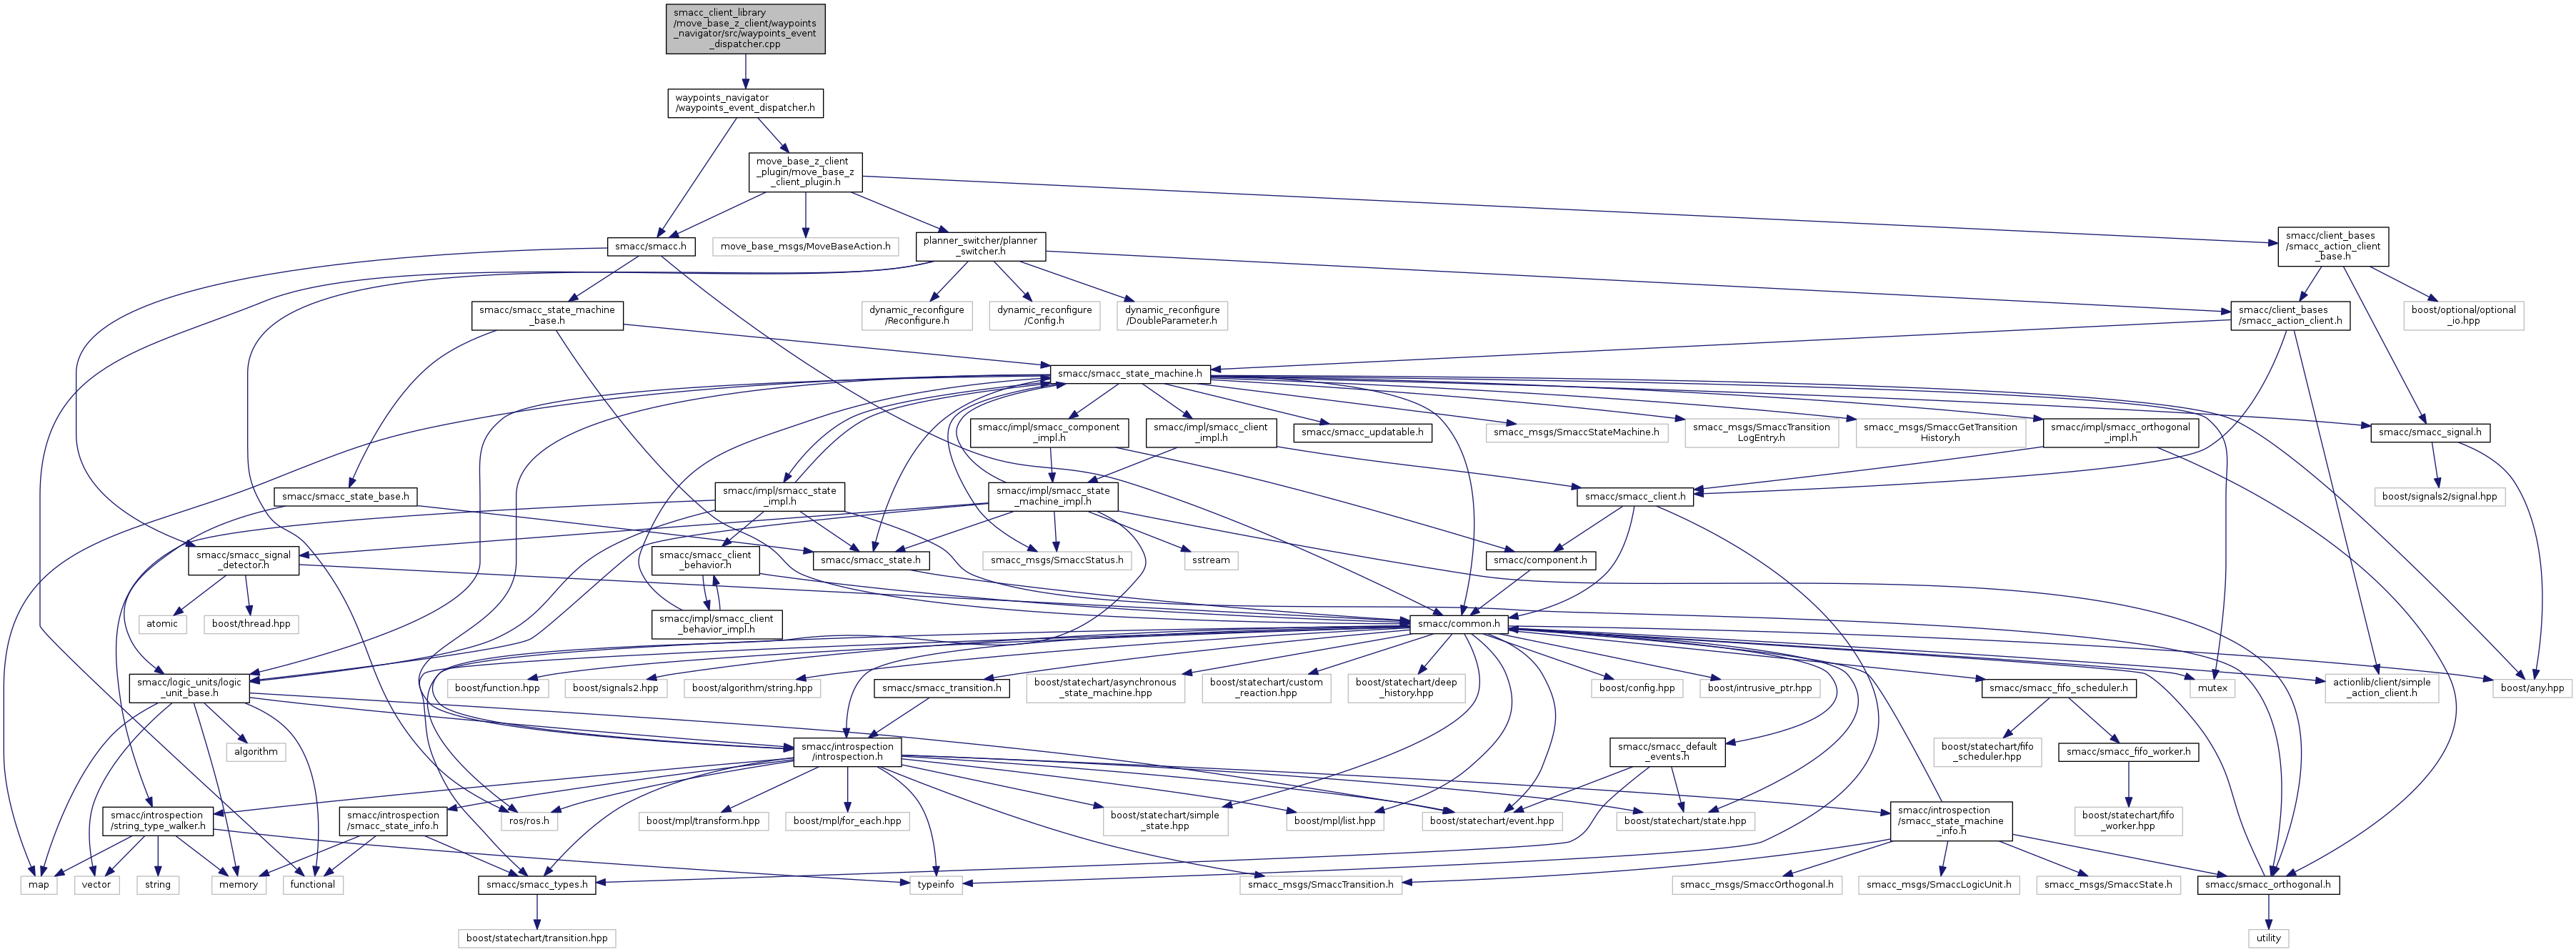 smacc_client_library
/move_base_z_client/waypoints
_navigator/src/waypoints_event
_dispatcher.cpp
waypoints_navigator
/waypoints_event_dispatcher.h
move_base_z_client
_plugin/move_base_z
_client_plugin.h
smacc/smacc.h
move_base_msgs/MoveBaseAction.h
planner_switcher/planner
_switcher.h
smacc/client_bases
/smacc_action_client
_base.h
smacc/smacc_state_machine
_base.h
dynamic_reconfigure
/Reconfigure.h
dynamic_reconfigure
/Config.h
dynamic_reconfigure
/DoubleParameter.h
smacc/client_bases
/smacc_action_client.h
boost/optional/optional
_io.hpp
smacc/smacc_state_machine.h
smacc/impl/smacc_component
_impl.h
smacc/impl/smacc_client
_impl.h
smacc/smacc_updatable.h
smacc_msgs/SmaccStateMachine.h
smacc_msgs/SmaccTransition
LogEntry.h
smacc_msgs/SmaccGetTransition
History.h
smacc/impl/smacc_orthogonal
_impl.h
smacc/smacc_signal.h
smacc/smacc_state_base.h
smacc/impl/smacc_state
_impl.h
smacc/impl/smacc_state
_machine_impl.h
smacc/smacc_client.h
boost/signals2/signal.hpp
smacc/smacc_signal
_detector.h
smacc/smacc_client
_behavior.h
smacc/smacc_state.h
smacc_msgs/SmaccStatus.h
sstream
smacc/component.h
atomic
boost/thread.hpp
smacc/impl/smacc_client
_behavior_impl.h
smacc/common.h
smacc/logic_units/logic
_unit_base.h
boost/function.hpp
boost/signals2.hpp
boost/algorithm/string.hpp
smacc/smacc_transition.h
boost/statechart/asynchronous
_state_machine.hpp
boost/statechart/custom
_reaction.hpp
boost/statechart/deep
_history.hpp
boost/config.hpp
boost/intrusive_ptr.hpp
smacc/smacc_fifo_scheduler.h
mutex
actionlib/client/simple
_action_client.h
boost/any.hpp
algorithm
smacc/introspection
/introspection.h
smacc/smacc_default
_events.h
boost/statechart/fifo
_scheduler.hpp
smacc/smacc_fifo_worker.h
smacc/introspection
/string_type_walker.h
smacc/introspection
/smacc_state_info.h
ros/ros.h
boost/mpl/transform.hpp
boost/mpl/for_each.hpp
boost/statechart/simple
_state.hpp
boost/mpl/list.hpp
boost/statechart/event.hpp
boost/statechart/state.hpp
smacc/introspection
/smacc_state_machine
_info.h
boost/statechart/fifo
_worker.hpp
map
vector
string
memory
functional
smacc/smacc_types.h
typeinfo
smacc_msgs/SmaccTransition.h
smacc_msgs/SmaccOrthogonal.h
smacc_msgs/SmaccLogicUnit.h
smacc_msgs/SmaccState.h
smacc/smacc_orthogonal.h
boost/statechart/transition.hpp
utility